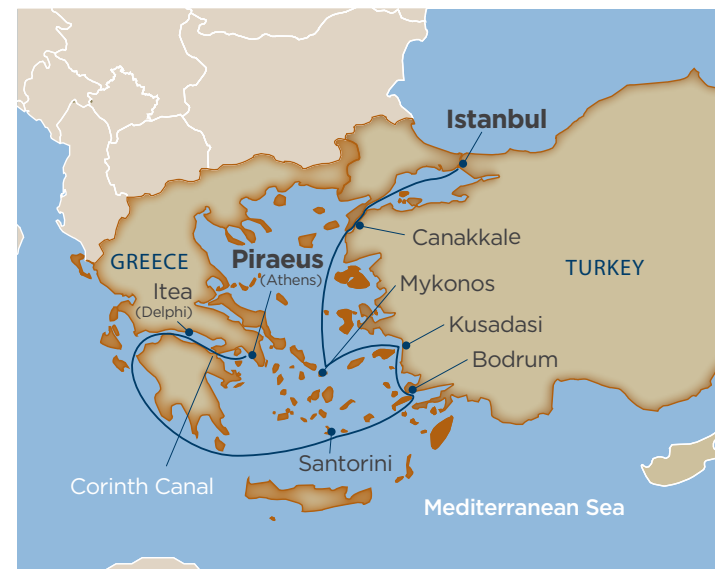 Istanbul
Canakkale
GREECE
Piraeus
(Athens)
TURKEY
Itea
(Delphi)
Mykonos
Kusadasi
Bodrum
Santorini
Corinth Canal
Mediterranean Sea